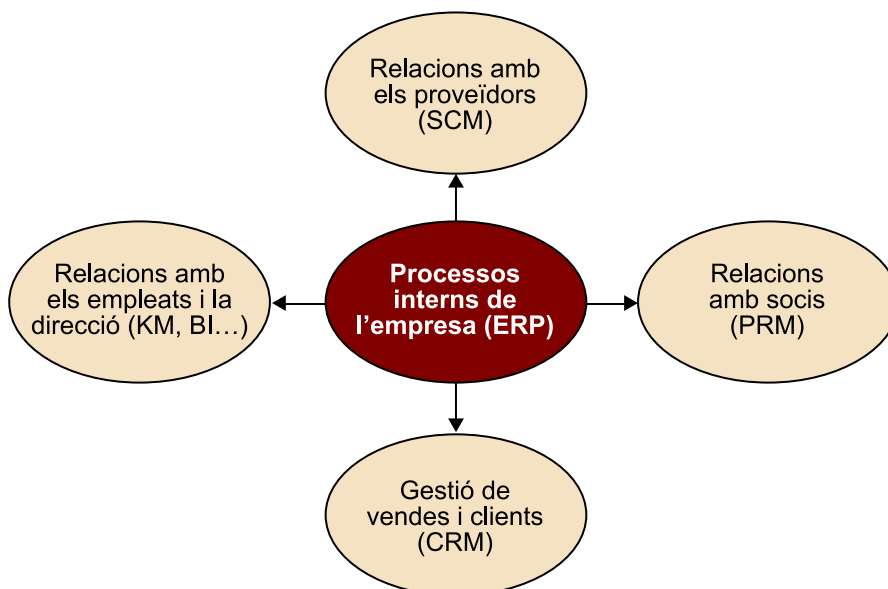 Relacions amb
els proveïdors
(SCM)
Relacions amb
els empleats i la
direcció (KM, BI…)
Processos
interns de
l’empresa (ERP)
Relacions
amb socis
(PRM)
Gestió de
vendes i clients
(CRM)